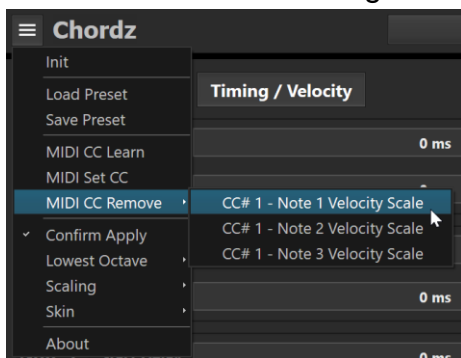 Chordz
Init
Load Preset
Timing / Velocity
Save Preset
MIDI CC Learn
0 ms
MIDI Set CC
MIDI CC Remove
CC# 1 - Note 1 Velocity Scale
Confirm Apply
CC# 1 - Note 2 Velocity Scale
Lowest Octave
CC# 1 - Note 3 Velocity Scale
Scaling
0 ms
Skin
About
0 ms